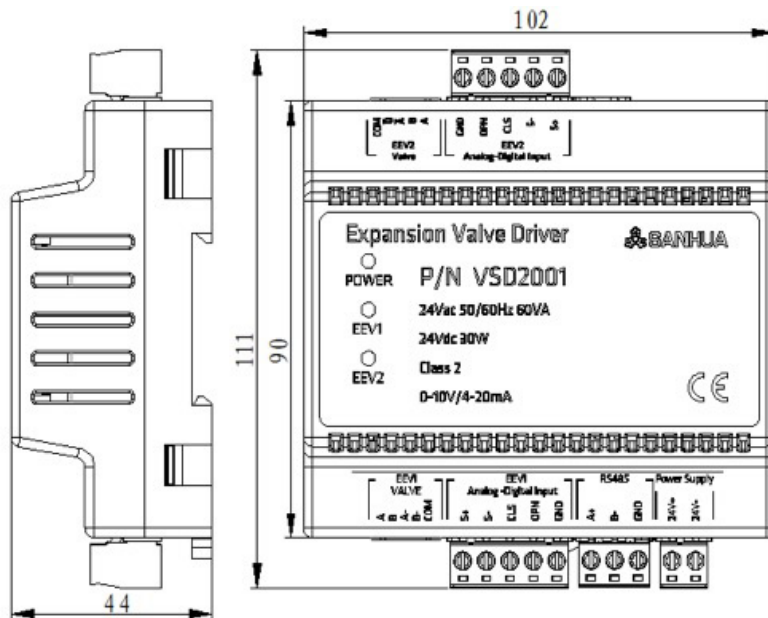 102
COM
B-
A-
B
A
EEV2
Valve
GND
OPN
CLS
S-
S+
EEV2
Analog-Digital Input
Expansion Valve Driver
SANHUA
POWER
P/N VSD2001
EEV1
24Vac 50/60Hz 60VA
24Vdc 30W
EEV2
Class 2
0-10V/4-20mA
CE
111
90
EEV1
VALVE
A
B
A-
B-
COM
EEV1
Analog-Digital Input
S+
S-
CLS
OPN
GND
RS485
A+
B-
GND
Power Supply
24V+
24V-
44